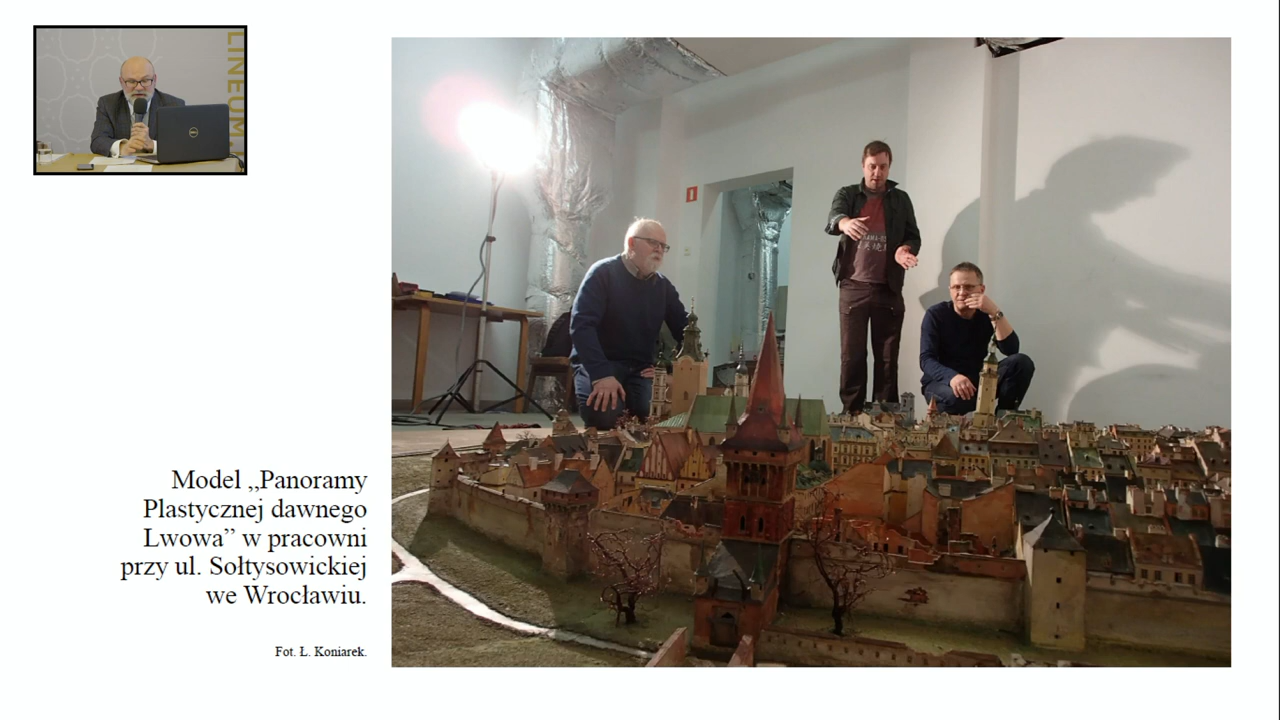 LINEUM
Model „Panoramy
Plastycznej dawnego
Lwowa” w pracowni
przy ul. Sołtysowickiej
we Wrocławiu.
Fot. Ł. Koniarek.